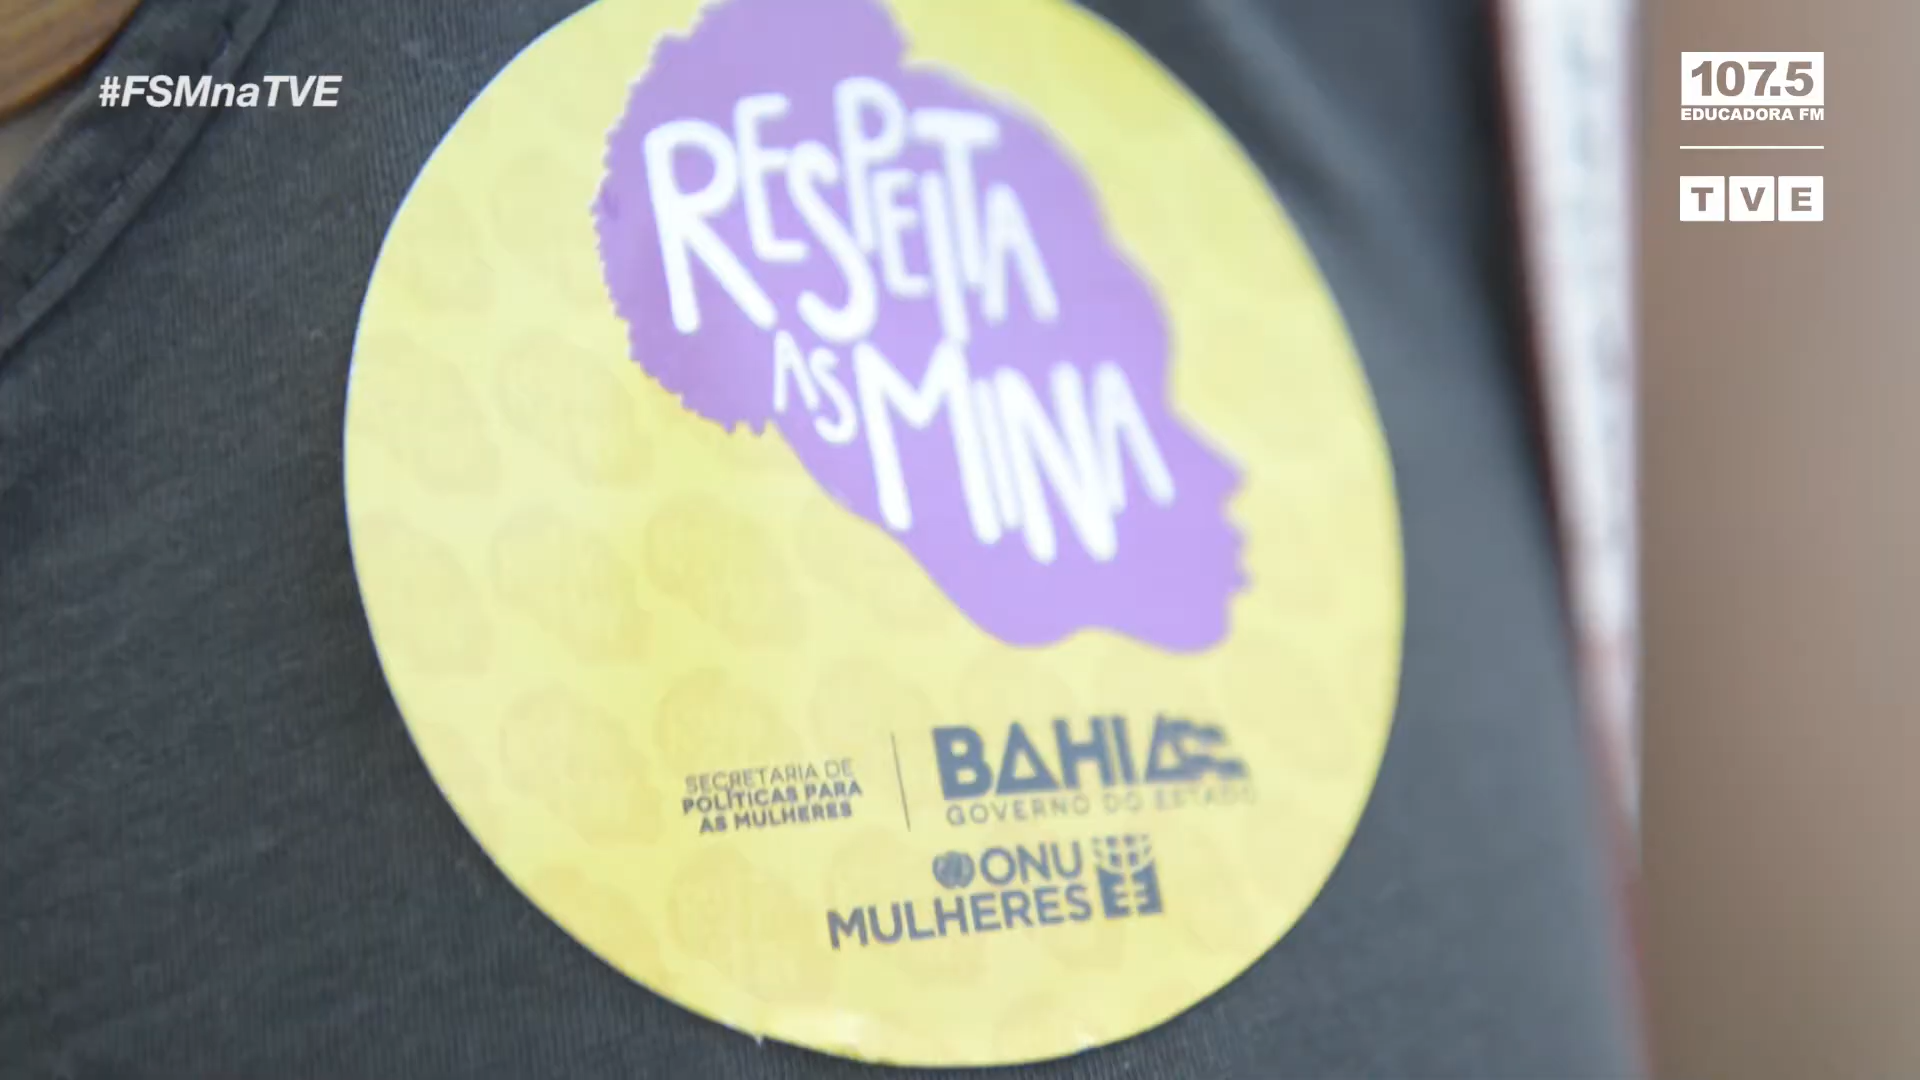 #FSMnaTVE
107.5
EDUCADORA FM
TVE
RESPEITA
AS MINA
SECRETARIA DE
POLÍTICAS PARA
AS MULHERES
BAHIA
GOVERNO DO ESTADO
ONU
MULHERES